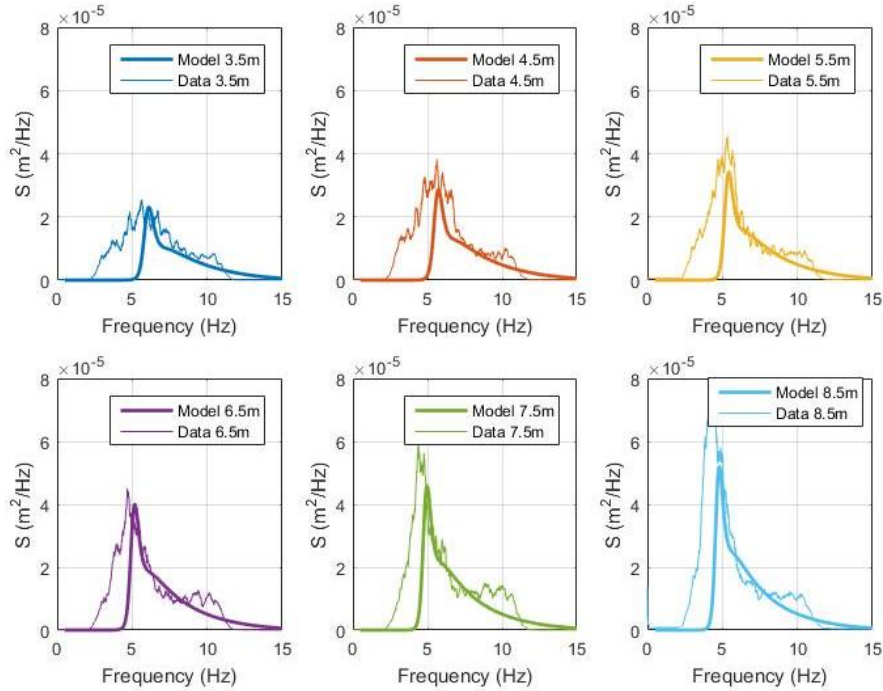 × 10⁻⁵
8
6
4
2
0
S (m²/Hz)
0 5 10 15
Frequency (Hz)
Model 3.5m
Data 3.5m
× 10⁻⁵
8
6
4
2
0
S (m²/Hz)
0 5 10 15
Frequency (Hz)
Model 4.5m
Data 4.5m
× 10⁻⁵
8
6
4
2
0
S (m²/Hz)
0 5 10 15
Frequency (Hz)
Model 5.5m
Data 5.5m
× 10⁻⁵
8
6
4
2
0
S (m²/Hz)
0 5 10 15
Frequency (Hz)
Model 6.5m
Data 6.5m
× 10⁻⁵
8
6
4
2
0
S (m²/Hz)
0 5 10 15
Frequency (Hz)
Model 7.5m
Data 7.5m
× 10⁻⁵
8
6
4
2
0
S (m²/Hz)
0 5 10 15
Frequency (Hz)
Model 8.5m
Data 8.5m